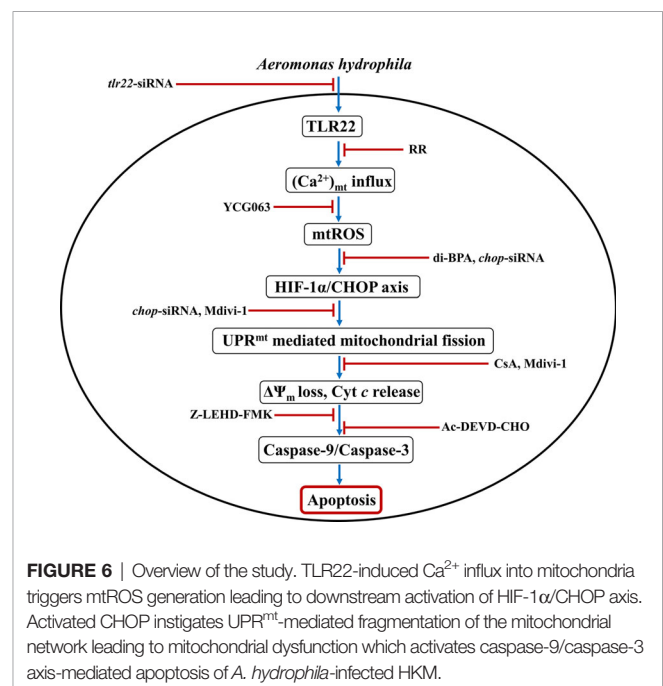 Aeromonas hydrophila
tlr22-siRNA
TLR22
RR
(Ca²⁺)mt influx
YCG063
mtROS
di-BPA, chop-siRNA
HIF-1α/CHOP axis
chop-siRNA, Mdivi-1
UPRᵐᵗ mediated mitochondrial fission
CsA, Mdivi-1
ΔΨm loss, Cyt c release
Z-LEHD-FMK
Ac-DEVD-CHO
Caspase-9/Caspase-3
Apoptosis
FIGURE 6 | Overview of the study. TLR22-induced Ca²⁺ influx into mitochondria
triggers mtROS generation leading to downstream activation of HIF-1α/CHOP axis.
Activated CHOP instigates UPRᵐᵗ-mediated fragmentation of the mitochondrial
network leading to mitochondrial dysfunction which activates caspase-9/caspase-3
axis-mediated apoptosis of A. hydrophila-infected HKM.